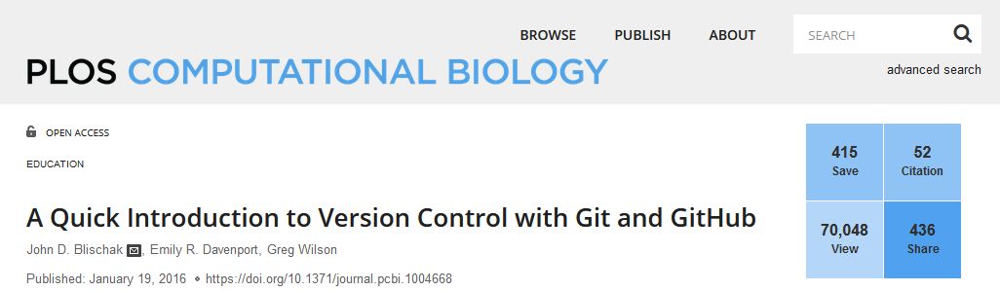 BROWSE PUBLISH ABOUT SEARCH
PLOS COMPUTATIONAL BIOLOGY
advanced search
OPEN ACCESS
EDUCATION
A Quick Introduction to Version Control with Git and GitHub
John D. Blischak, Emily R. Davenport, Greg Wilson
Published: January 19, 2016 • https://doi.org/10.1371/journal.pcbi.1004668
415 52
Save Citation
70,048 436
View Share